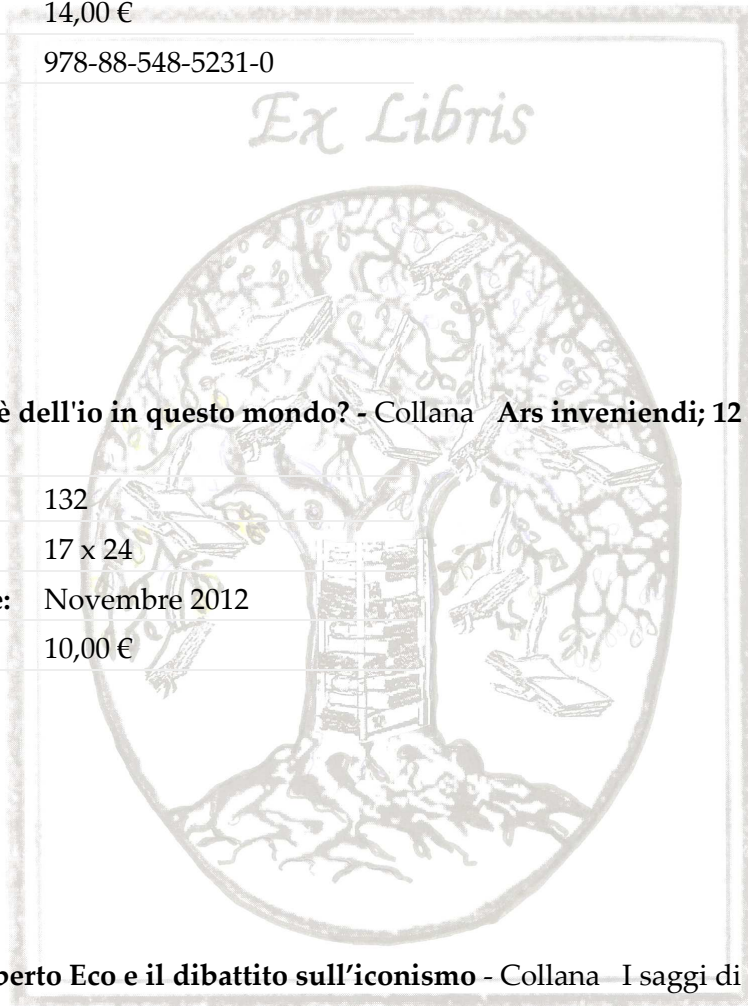 14,00 €
978-88-548-5231-0
Ex Libris
è dell'io in questo mondo? - Collana Ars inveniendi; 12
132
17 x 24
e: Novembre 2012
10,00 €
berto Eco e il dibattito sull’iconismo - Collana I saggi di